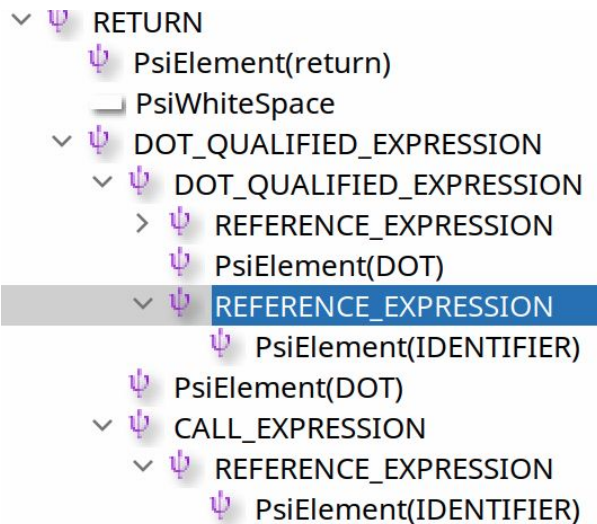 RETURN
PsiElement(return)
PsiWhiteSpace
DOT_QUALIFIED_EXPRESSION
DOT_QUALIFIED_EXPRESSION
REFERENCE_EXPRESSION
PsiElement(DOT)
REFERENCE_EXPRESSION
PsiElement(IDENTIFIER)
PsiElement(DOT)
CALL_EXPRESSION
REFERENCE_EXPRESSION
PsiElement(IDENTIFIER)